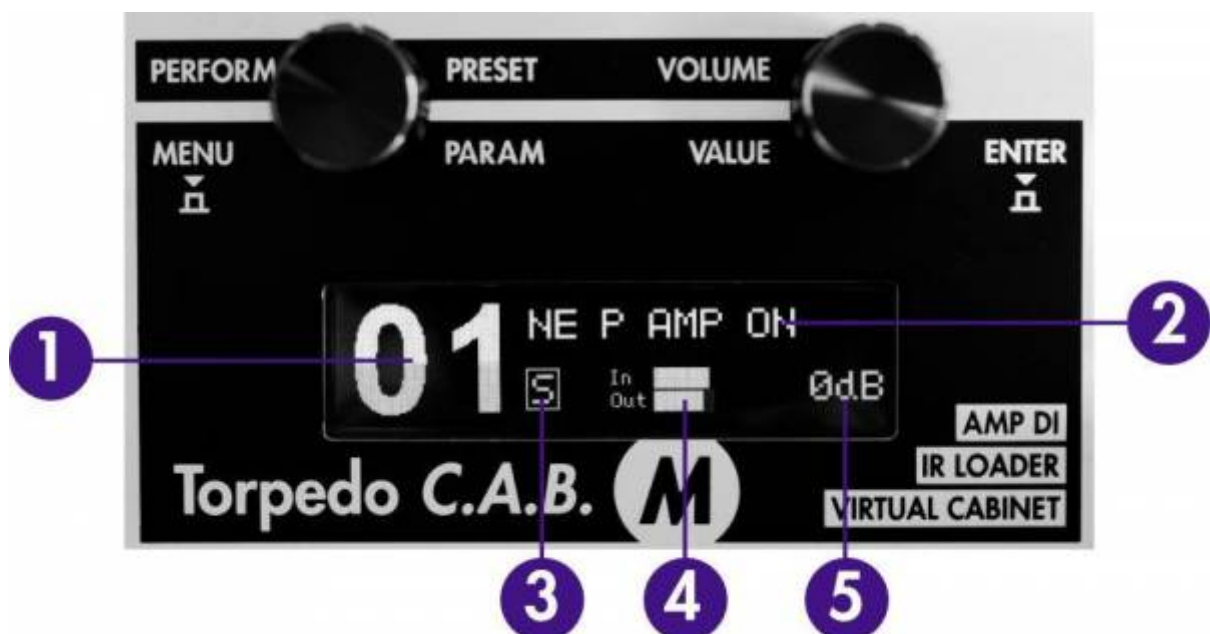 PERFORM PRESET VOLUME
MENU PARAM VALUE ENTER
01 NE P AMP ON
S In 0dB
Out
AMP DI
IR LOADER
VIRTUAL CABINET
Torpedo C.A.B. M
1
2
3 4 5